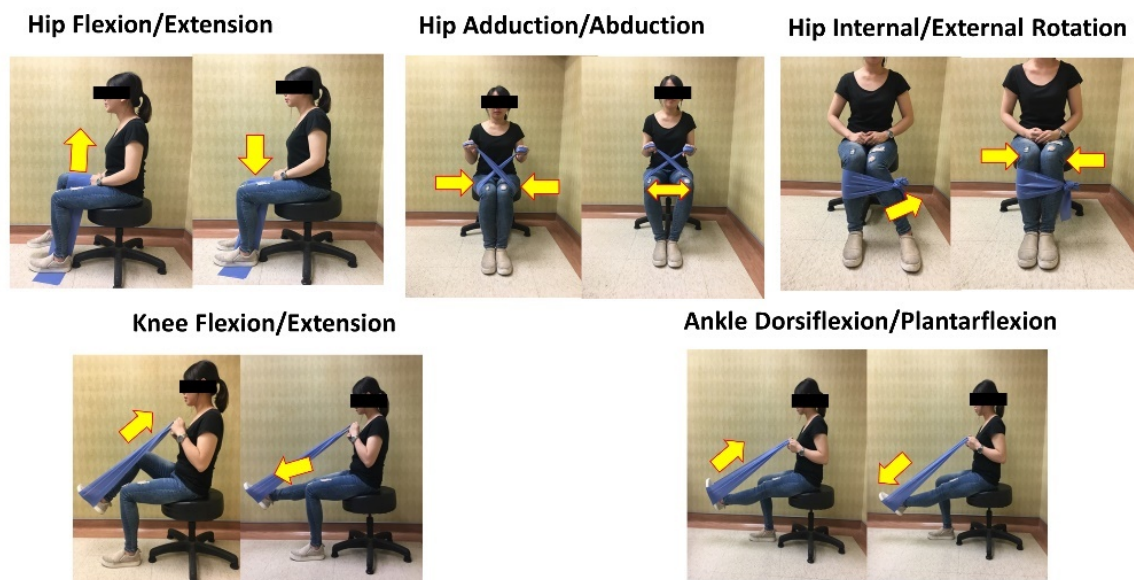 Hip Flexion/Extension
Hip Adduction/Abduction
Hip Internal/External Rotation
Knee Flexion/Extension
Ankle Dorsiflexion/Plantarflexion